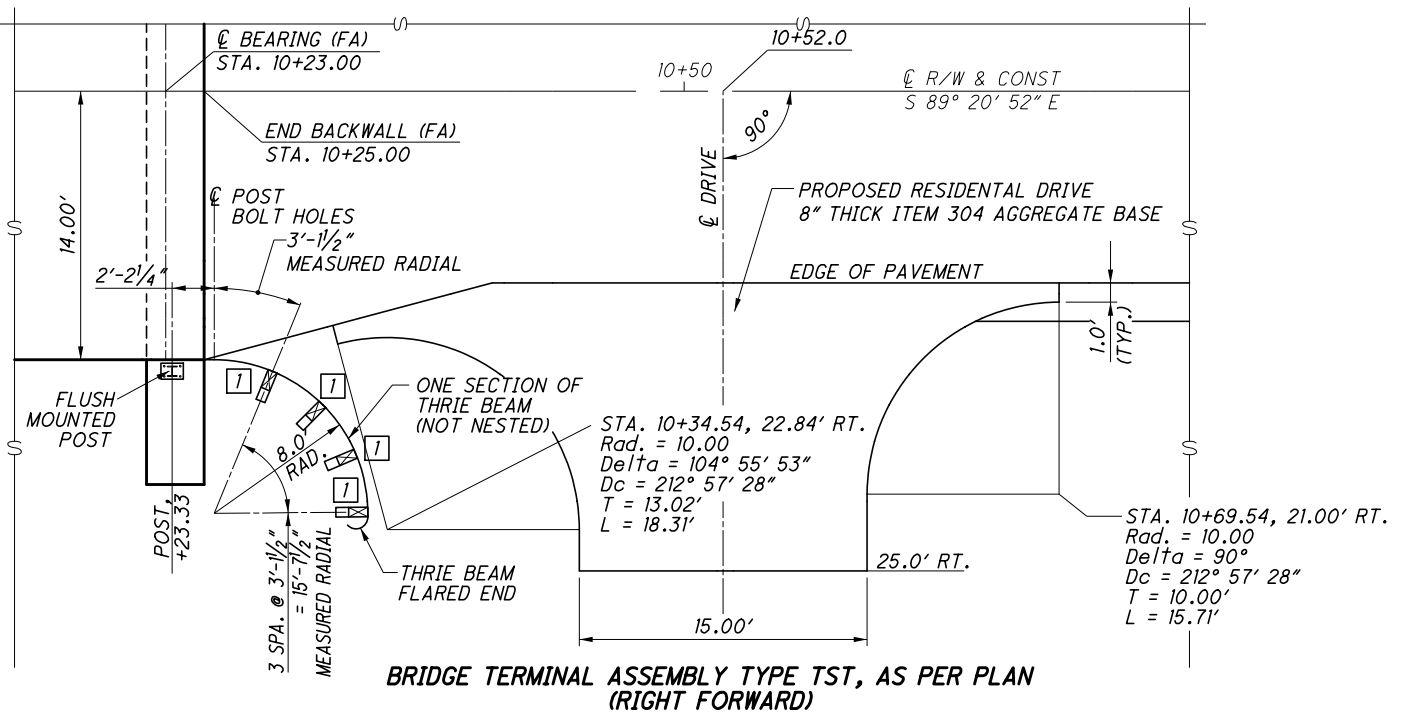 ℄ BEARING (FA)
STA. 10+23.00
END BACKWALL (FA)
STA. 10+25.00
10+50
10+52.0
℄ R/W & CONST
S 89° 20' 52" E
90°
℄ DRIVE
14.00'
℄ POST
BOLT HOLES
3'-1½"
MEASURED RADIAL
2'-2¼"
PROPOSED RESIDENTAL DRIVE
8" THICK ITEM 304 AGGREGATE BASE
EDGE OF PAVEMENT
1.0'
(TYP.)
FLUSH
MOUNTED
POST
1
1
1
1
8.0'
RAD.
ONE SECTION OF
THRIE BEAM
(NOT NESTED)
STA. 10+34.54, 22.84' RT.
Rad. = 10.00
Delta = 104° 55' 53"
Dc = 212° 57' 28"
T = 13.02'
L = 18.31'
POST,
+23.33
3 SPA. @ 3'-1½"
= 15'-7½"
MEASURED RADIAL
THRIE BEAM
FLARED END
25.0' RT.
15.00'
STA. 10+69.54, 21.00' RT.
Rad. = 10.00
Delta = 90°
Dc = 212° 57' 28"
T = 10.00'
L = 15.71'
BRIDGE TERMINAL ASSEMBLY TYPE TST, AS PER PLAN
(RIGHT FORWARD)